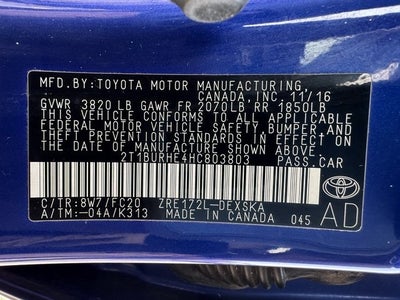 MFD.BY:TOYOTA MOTOR MANUFACTURING,
CANADA, INC. 11/16
GVWR 3820LB GAWR FR 2070LB RR 1850LB
THIS VEHICLE CONFORMS TO ALL APPLICABLE
FEDERAL MOTOR VEHICLE SAFETY, BUMPER, AND
THEFT PREVENTION STANDARDS IN EFFECT ON
THE DATE OF MANUFACTURE SHOWN ABOVE.
2T1BURHE4HC803803 PASS.CAR
C/TR:8W7/FC20 ZRE172L-DEXSKA
A/TM:-04A/K313 MADE IN CANADA 045
AD
TOYOTA